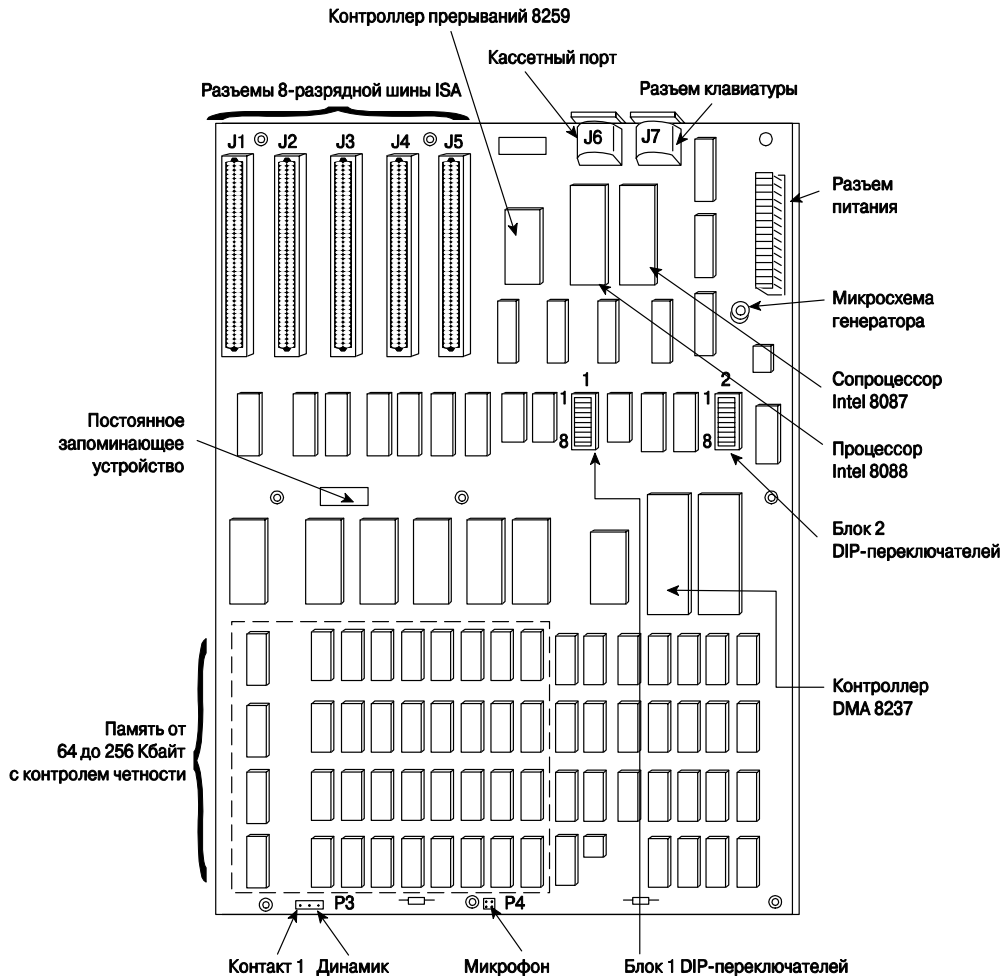 Контроллер прерываний 8259
Кассетный порт
Разъемы 8-разрядной шины ISA
Разъем клавиатуры
J1 J2 J3 J4 J5 J6 J7
Разъем
питания
Микросхема
генератора
Сопроцессор
Intel 8087
1 2
1 1
8 8
Постоянное
запоминающее
устройство
Процессор
Intel 8088
Блок 2
DIP-переключателей
Контроллер
DMA 8237
Память от
64 до 256 Кбайт
с контролем четности
P3 P4
Контакт 1 Динамик Микрофон Блок 1 DIP-переключателей